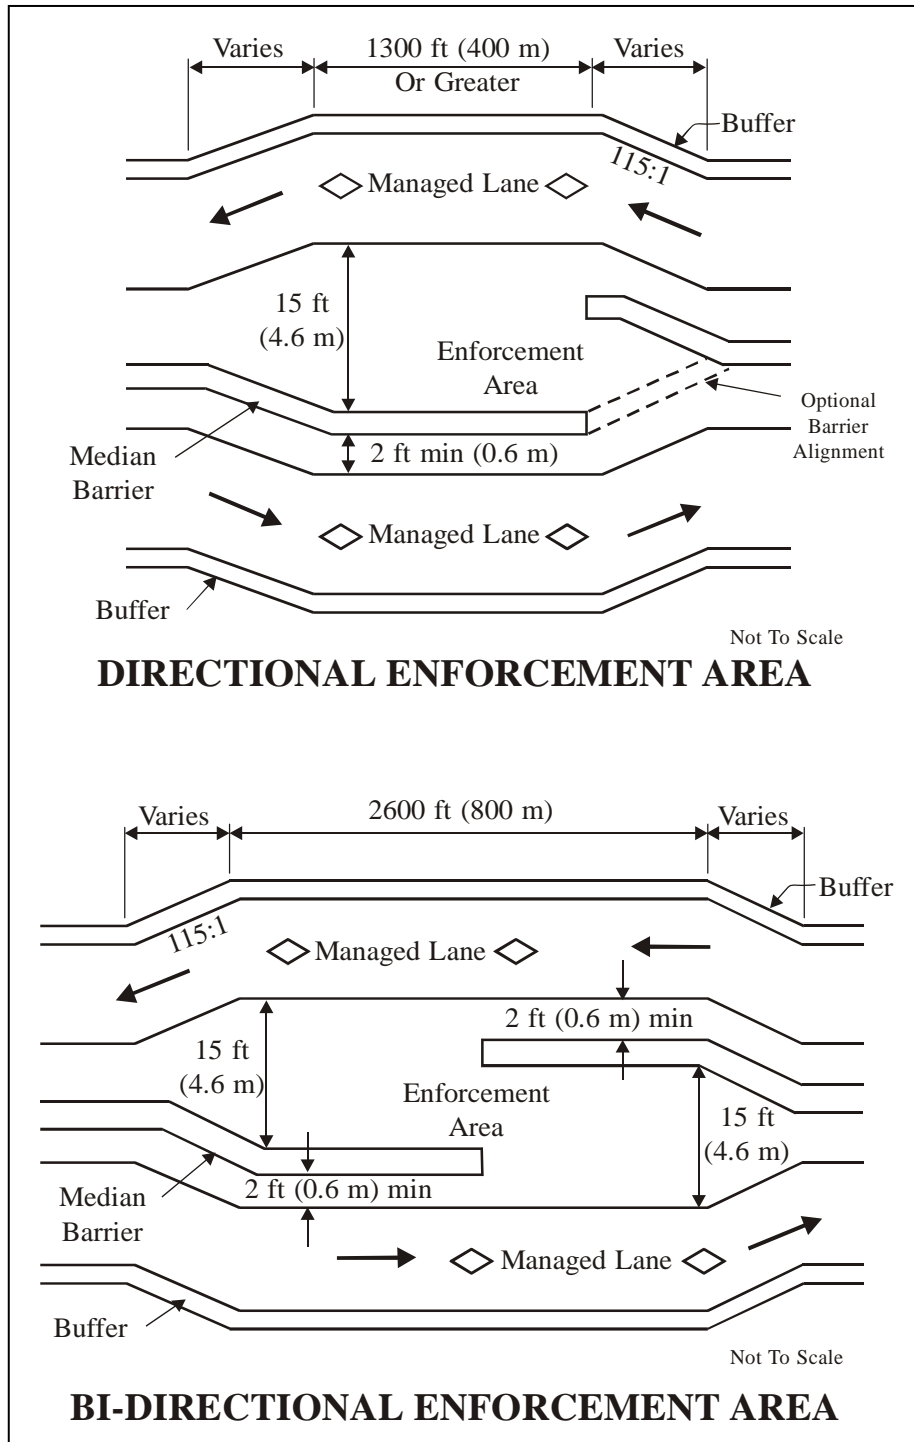 Varies
1300 ft (400 m)
Or Greater
Varies
Buffer
115:1
Managed Lane
15 ft
(4.6 m)
Enforcement
Area
Optional
Barrier
Alignment
Median
Barrier
2 ft min (0.6 m)
Managed Lane
Buffer
Not To Scale
DIRECTIONAL ENFORCEMENT AREA
Varies
2600 ft (800 m)
Varies
Buffer
115:1
Managed Lane
2 ft (0.6 m) min
15 ft
(4.6 m)
Enforcement
Area
15 ft
(4.6 m)
Median
Barrier
2 ft (0.6 m) min
Managed Lane
Buffer
Not To Scale
BI-DIRECTIONAL ENFORCEMENT AREA